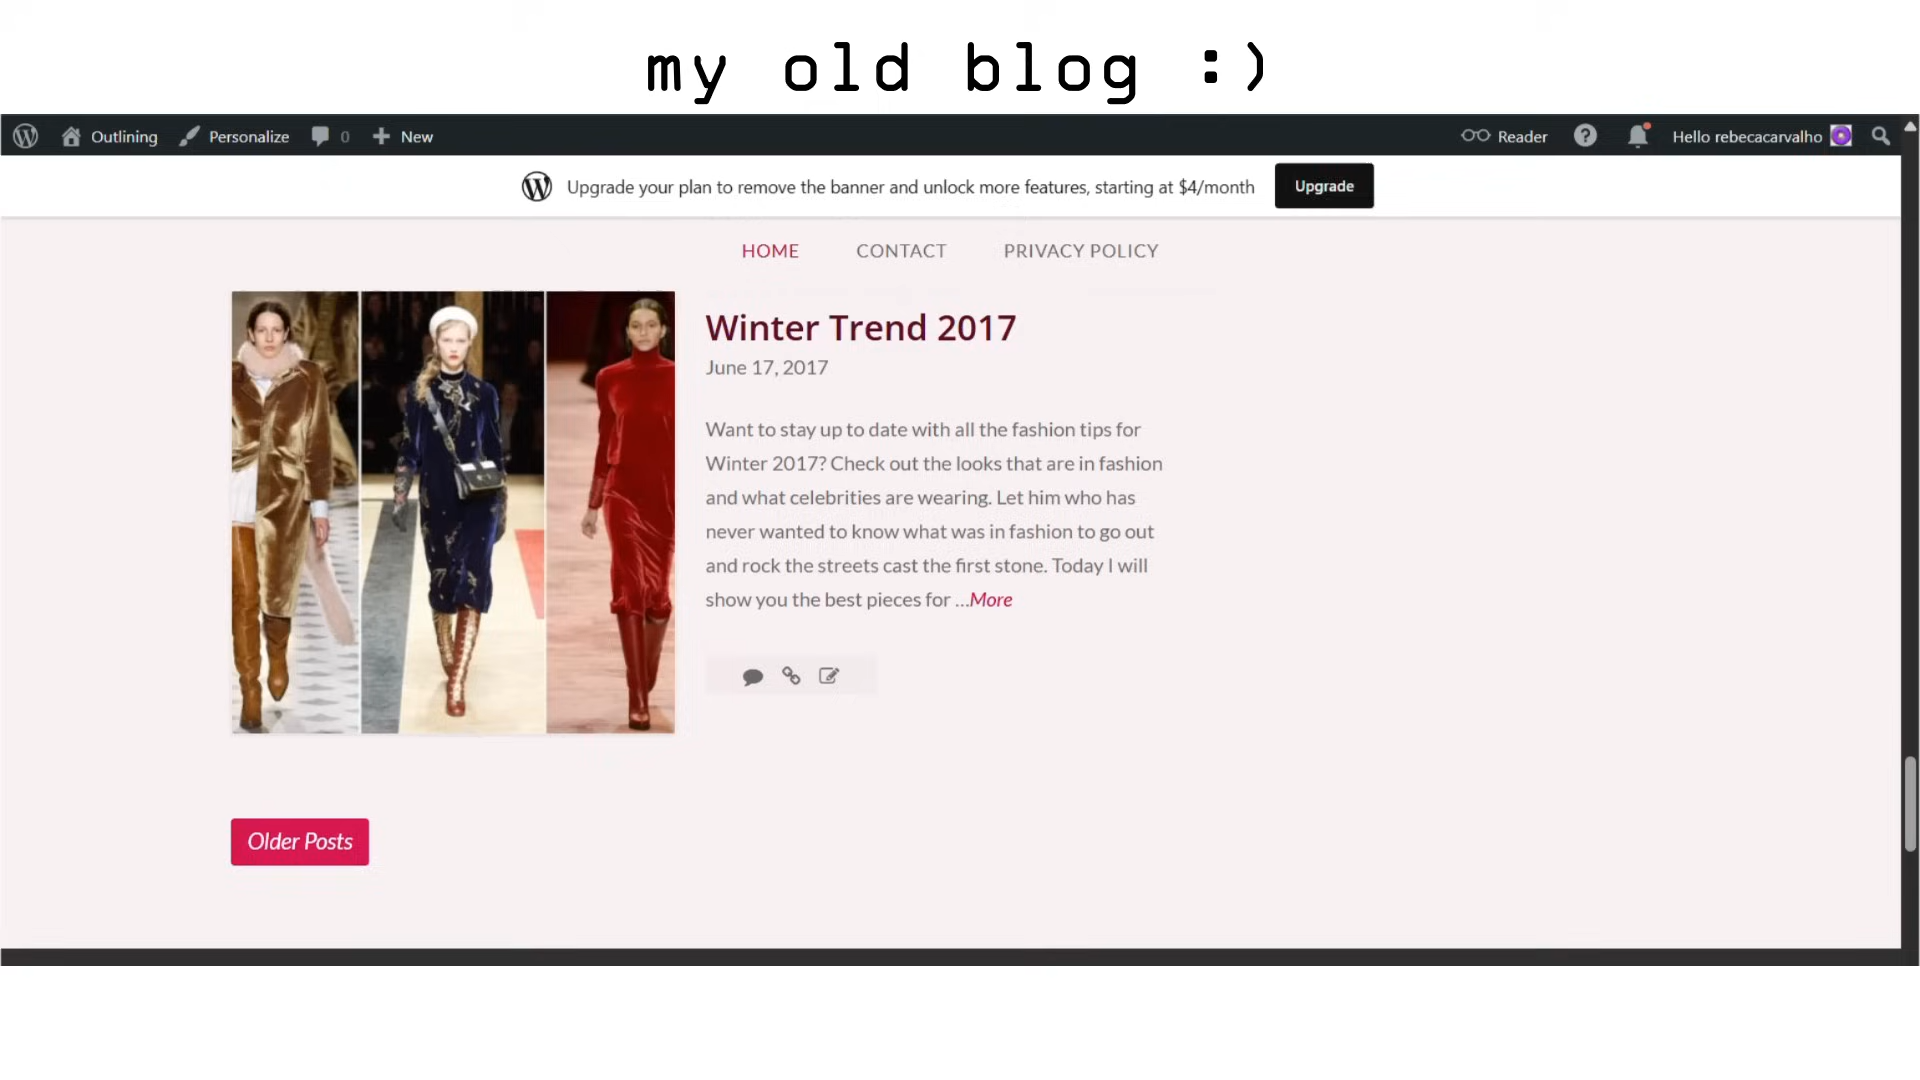 my old blog :)
Outlining Personalize 0 New Reader Hello rebecacarvalho
Upgrade your plan to remove the banner and unlock more features, starting at $4/month Upgrade
HOME CONTACT PRIVACY POLICY
Winter Trend 2017
June 17, 2017
Want to stay up to date with all the fashion tips for
Winter 2017? Check out the looks that are in fashion
and what celebrities are wearing. Let him who has
never wanted to know what was in fashion to go out
and rock the streets cast the first stone. Today I will
show you the best pieces for ...More
Older Posts